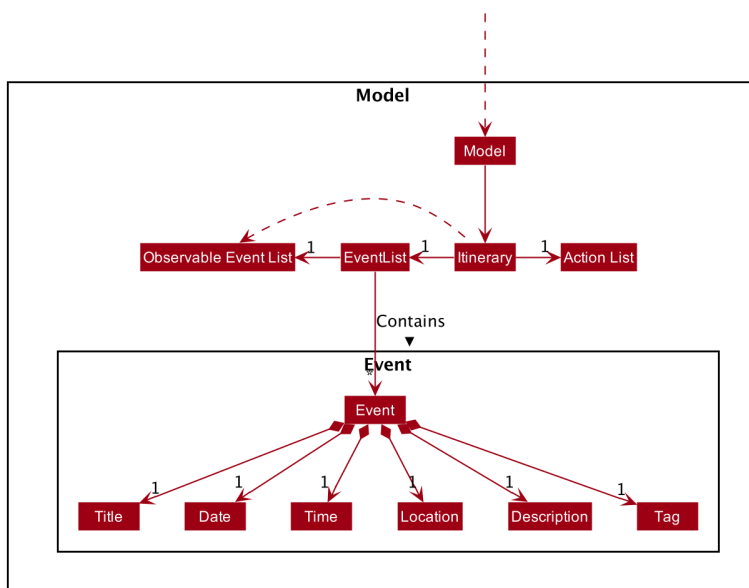 Model
Model
Observable Event List
1
EventList
1
Itinerary
1
Action List
Contains
▼
Event
*
Event
1
1
1
1
1
1
Title
Date
Time
Location
Description
Tag